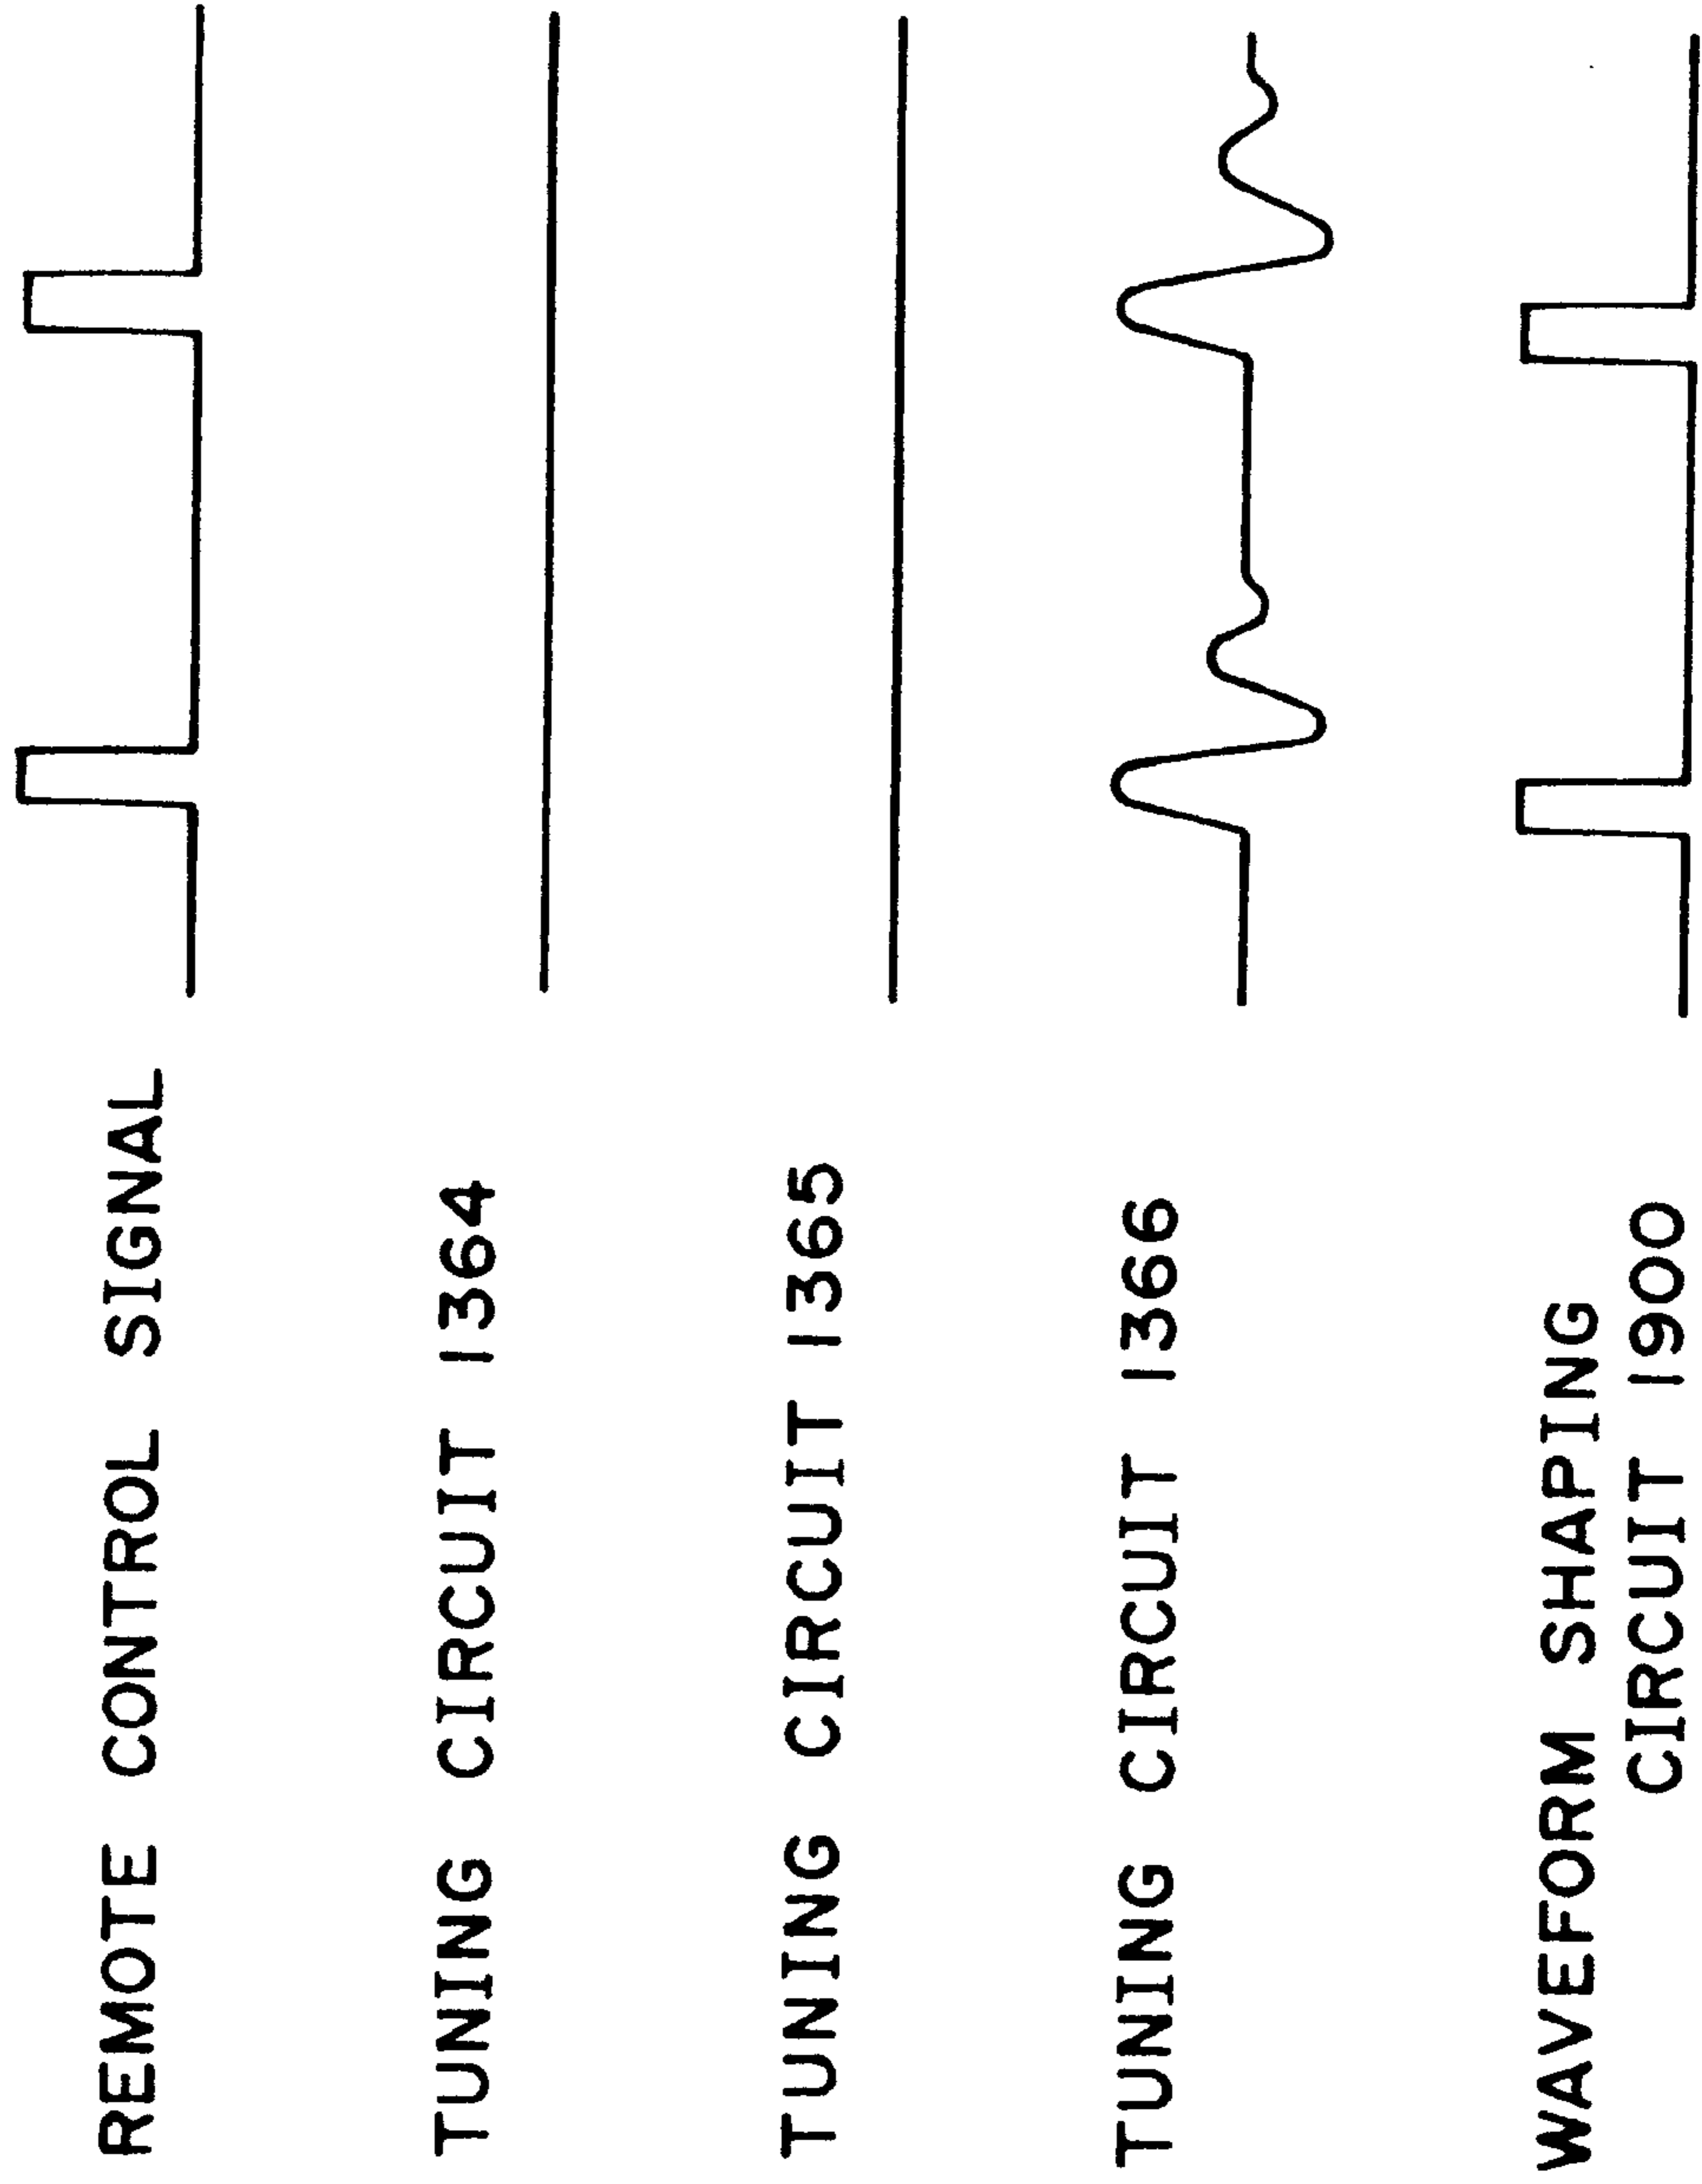 REMOTE CONTROL SIGNAL
TUNING CIRCUIT 1364
TUNING CIRCUIT 1365
TUNING CIRCUIT 1366
WAVEFORM SHAPING
CIRCUIT 1900